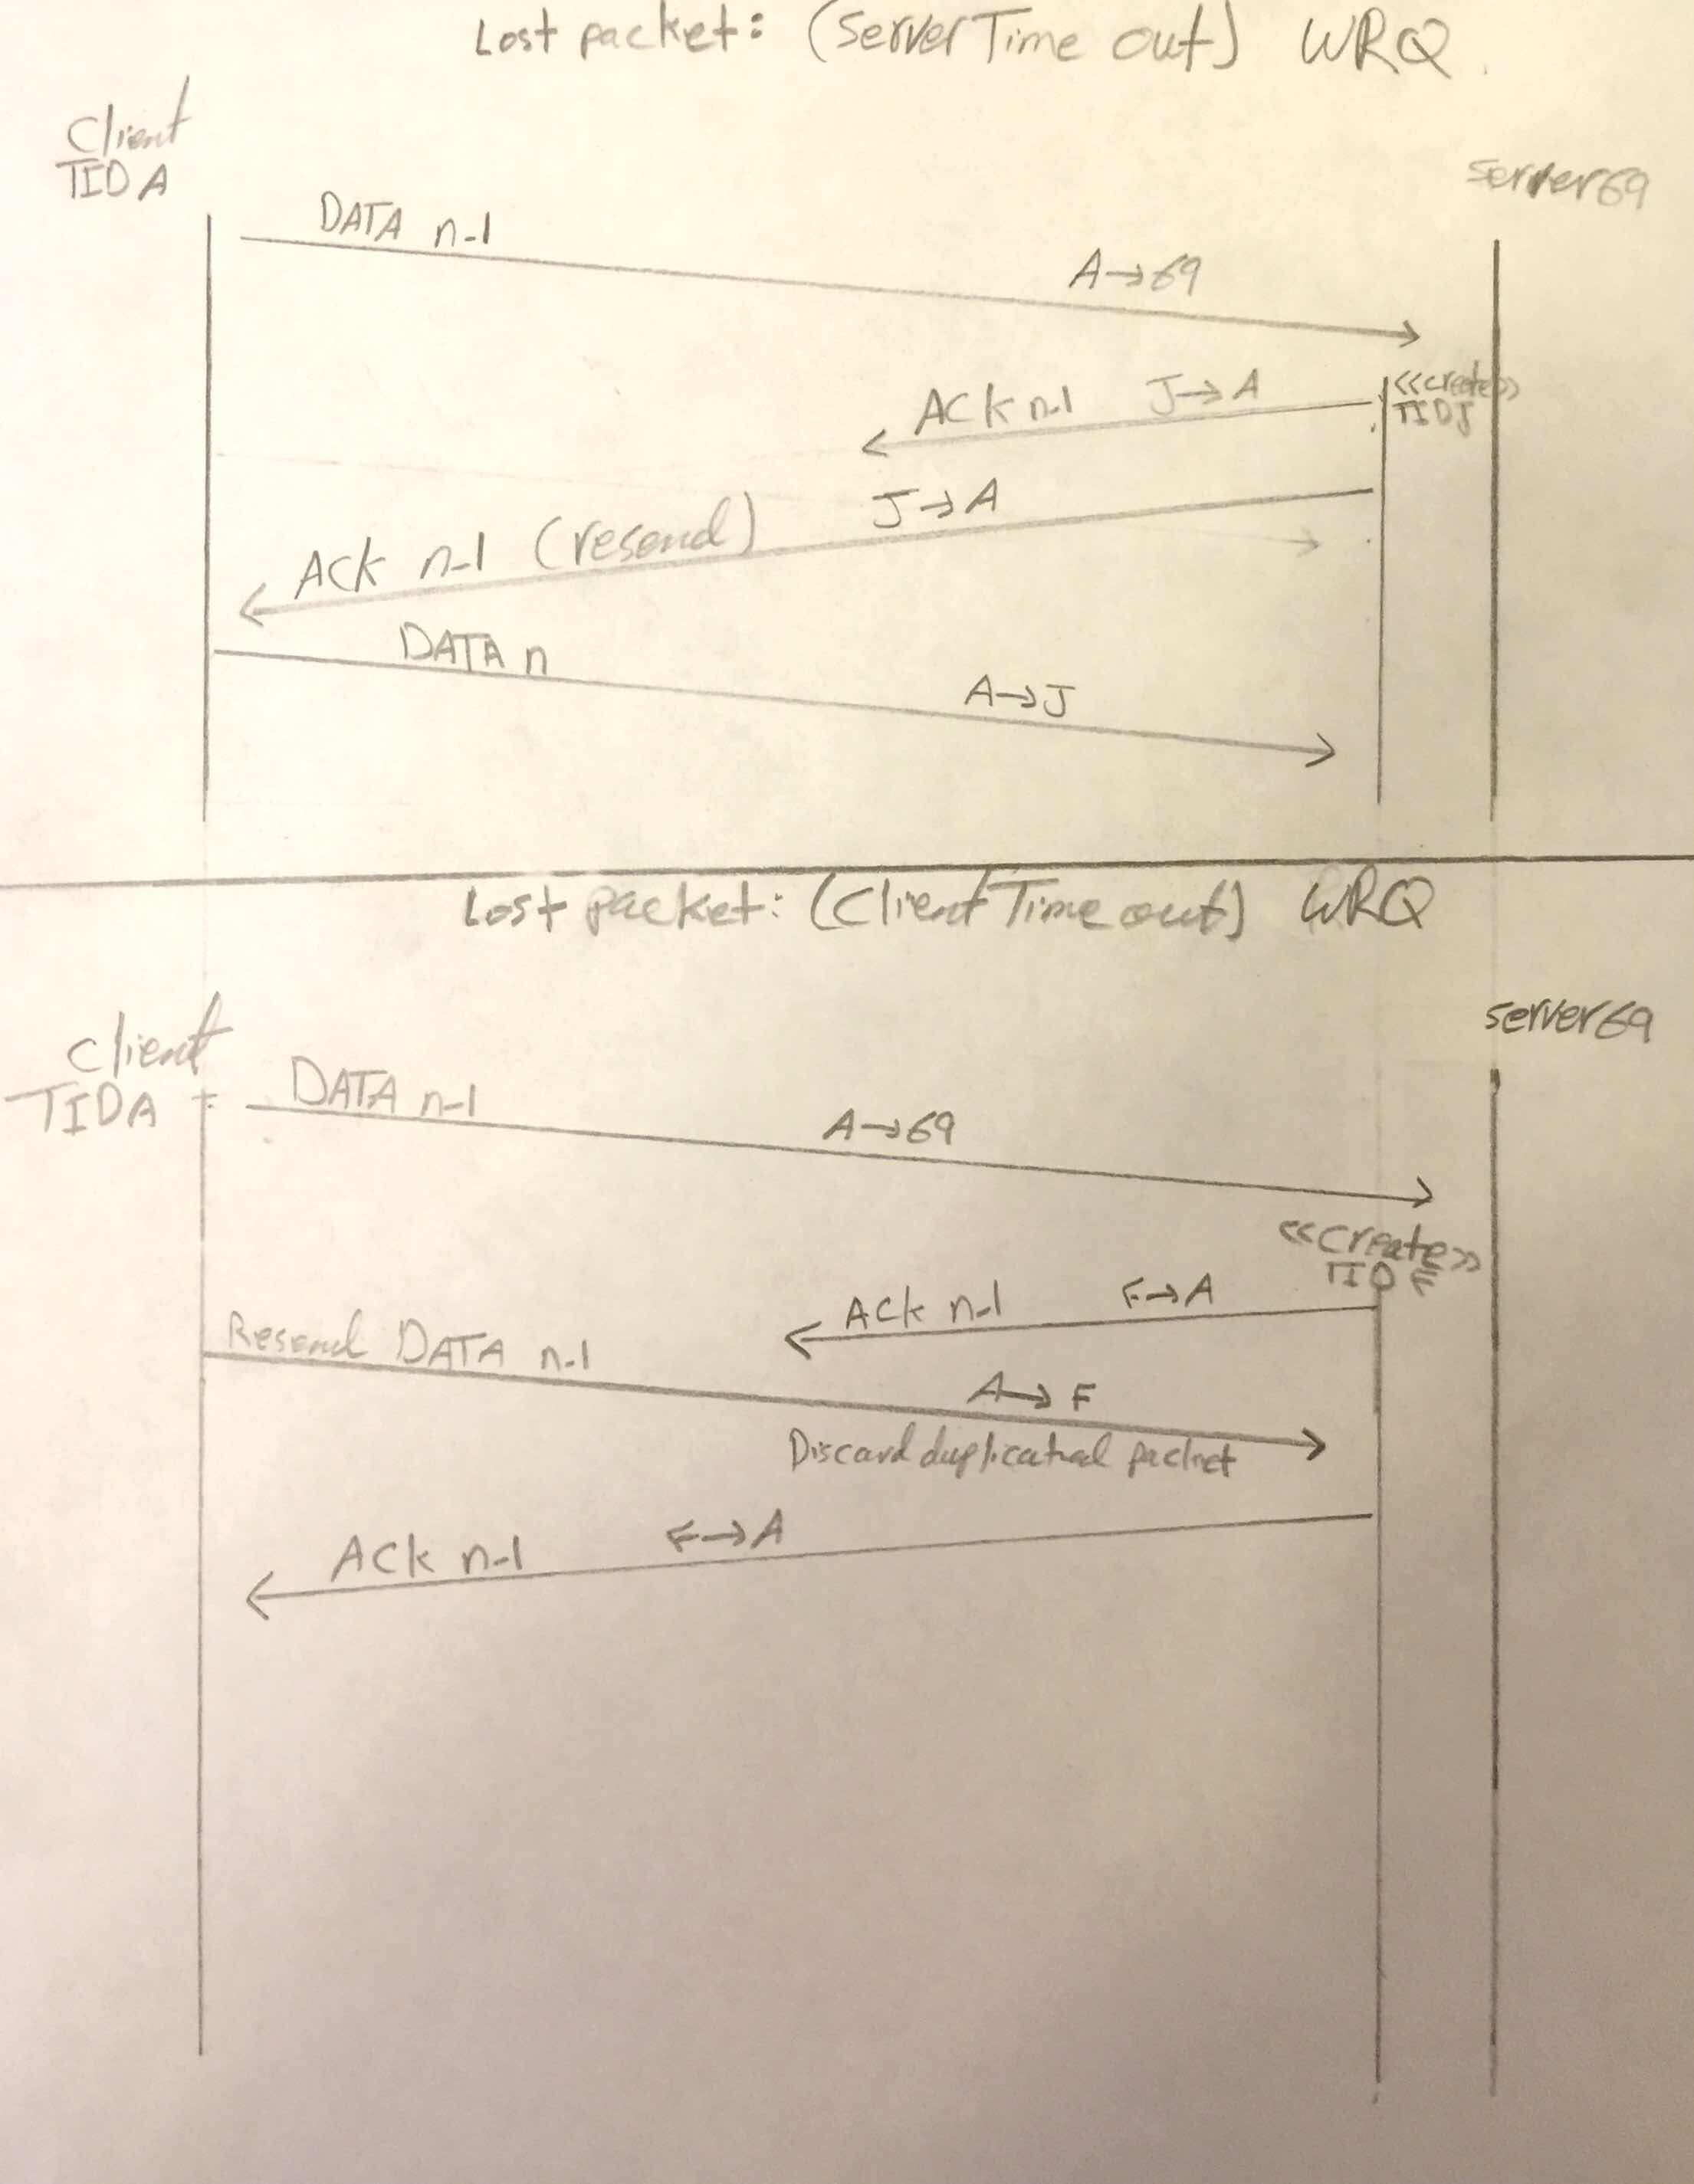 Lost packet: (Server Time out) WRQ
Client
TID A
server 69
DATA n-1
A→69
<<create>>
TID J
ACK n-1 J→A
J→A
ACK n-1 (resend)
DATA n
A→J
Lost packet: (Client Time out) WRQ
server 69
Client
TID A
DATA n-1
A→69
<<create>>
TID F
ACK n-1 F→A
Resend DATA n-1
A→F
Discard duplicated packet
F→A
ACK n-1